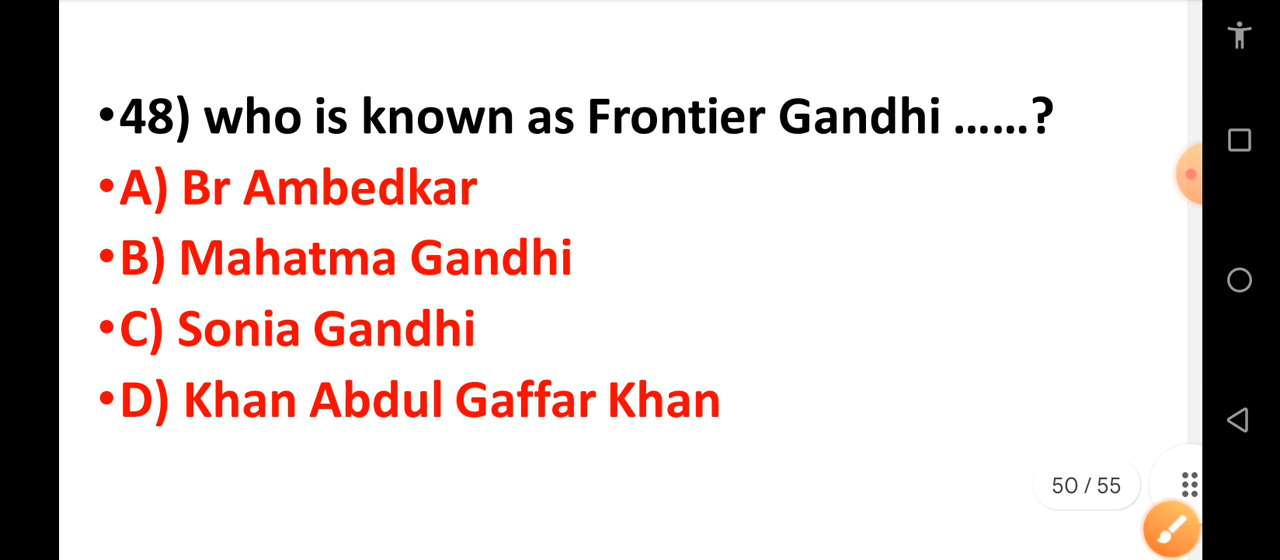 •48) who is known as Frontier Gandhi ......?
•A) Br Ambedkar
•B) Mahatma Gandhi
•C) Sonia Gandhi
•D) Khan Abdul Gaffar Khan
50 / 55